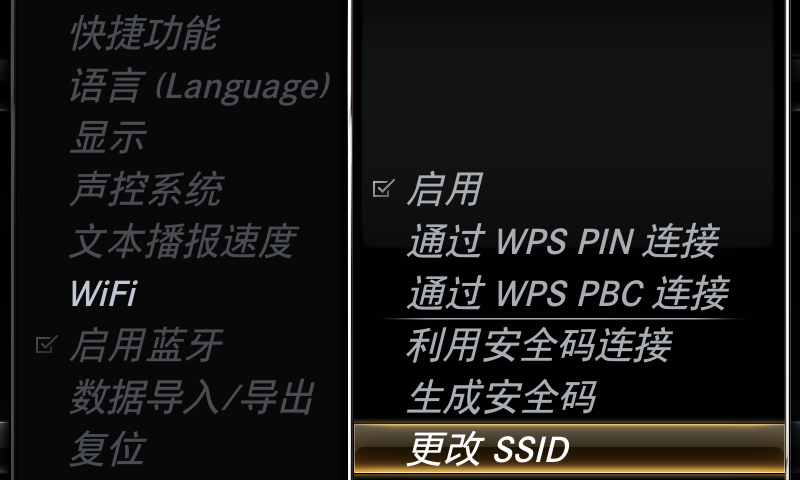 快捷功能
语言 (Language)
显示
声控系统
文本播报速度
WiFi
启用蓝牙
数据导入/导出
复位
启用
通过 WPS PIN 连接
通过 WPS PBC 连接
利用安全码连接
生成安全码
更改 SSID